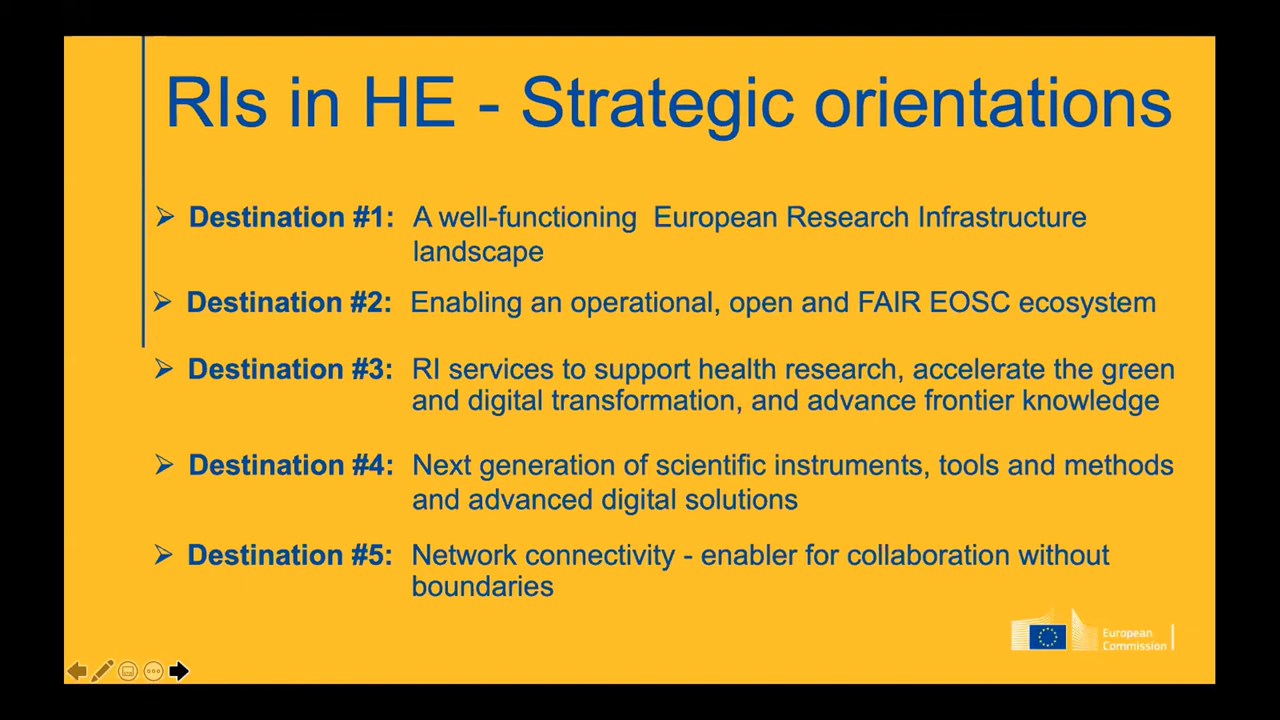 RIs in HE - Strategic orientations
➢ Destination #1: A well-functioning European Research Infrastructure
landscape
➢ Destination #2: Enabling an operational, open and FAIR EOSC ecosystem
➢ Destination #3: RI services to support health research, accelerate the green
and digital transformation, and advance frontier knowledge
➢ Destination #4: Next generation of scientific instruments, tools and methods
and advanced digital solutions
➢ Destination #5: Network connectivity - enabler for collaboration without
boundaries
European
Commission